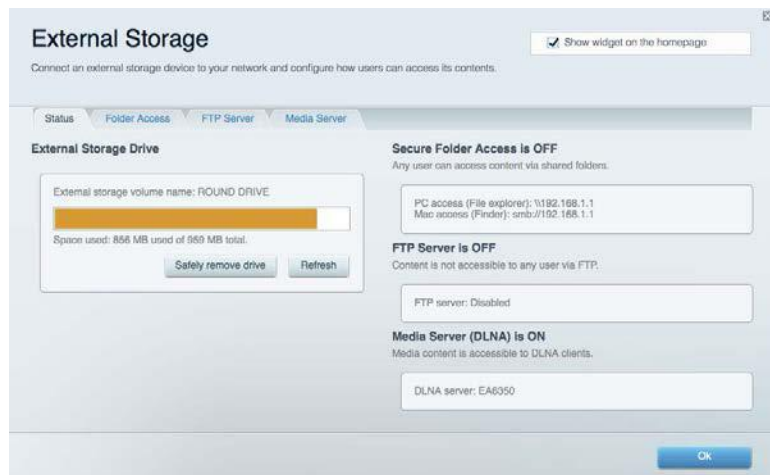 External Storage
Show widget on the homepage
Connect an external storage device to your network and configure how users can access its contents.
Status
Folder Access
FTP Server
Media Server
External Storage Drive
External storage volume name: ROUND DRIVE
Space used: 856 MB used of 959 MB total.
Safely remove drive
Refresh
Secure Folder Access is OFF
Any user can access content via shared folders.
PC access (File explorer): \\192.168.1.1
Mac access (Finder): smb://192.168.1.1
FTP Server is OFF
Content is not accessible to any user via FTP.
FTP server: Disabled
Media Server (DLNA) is ON
Media content is accessible to DLNA clients.
DLNA server: EA6350
Ok